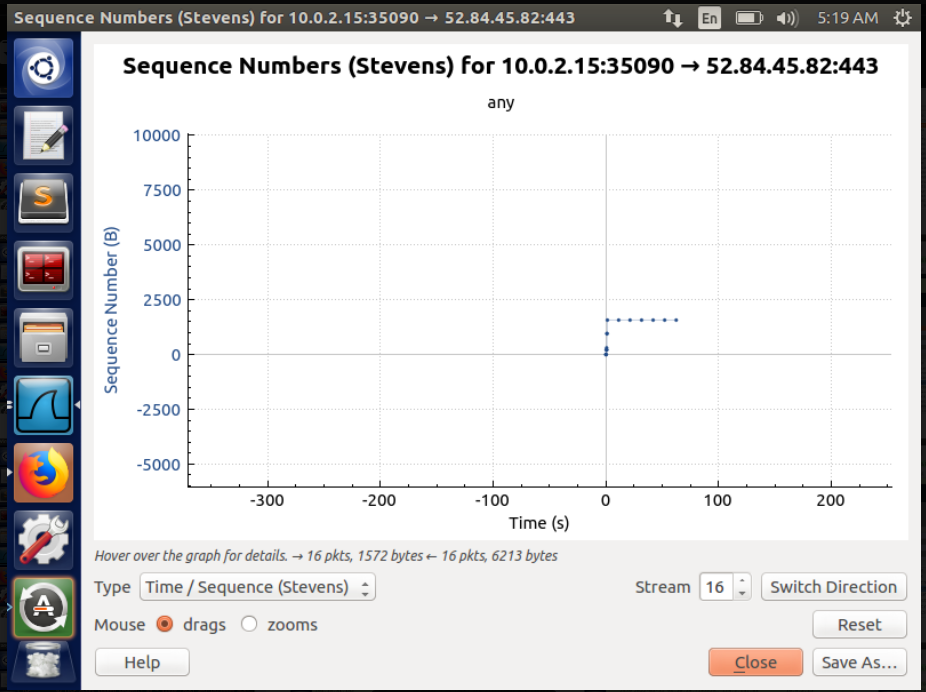 Sequence Numbers (Stevens) for 10.0.2.15:35090 → 52.84.45.82:443 En 5:19 AM
Sequence Numbers (Stevens) for 10.0.2.15:35090 → 52.84.45.82:443
any
10000
7500
5000
2500
0
-2500
-5000
Sequence Number (B)
-300 -200 -100 0 100 200
Time (s)
Hover over the graph for details. → 16 pkts, 1572 bytes ← 16 pkts, 6213 bytes
Type Time / Sequence (Stevens) Stream 16 Switch Direction
Mouse drags zooms Reset
Help Close Save As...